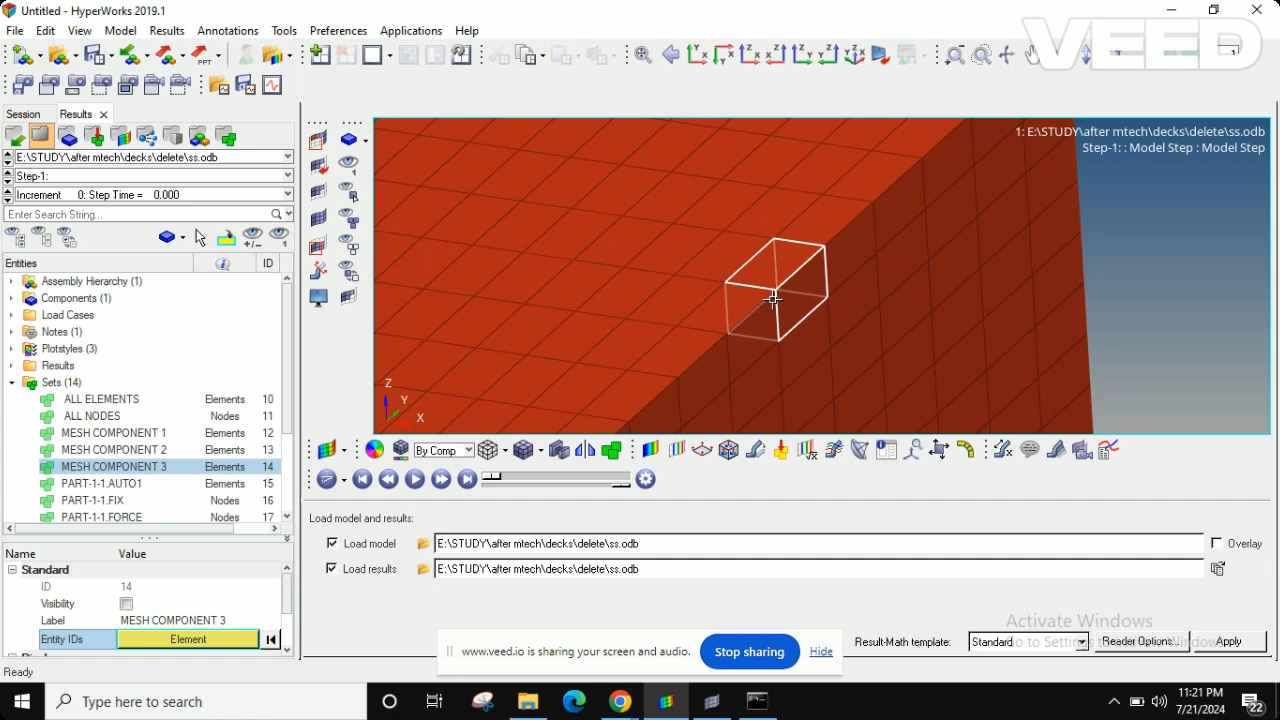 Untitled - HyperWorks 2019.1
File Edit View Model Results Annotations Tools Preferences Applications Help
VEED
Session Results
E:\STUDY\after mtech\decks\delete\ss.odb
Step-1:
Increment 0: Step Time = 0.000
Enter Search String...
Entities ID
Assembly Hierarchy (1)
Components (1)
Load Cases
Notes (1)
Plotstyles (3)
Results
Sets (14)
ALL ELEMENTS Elements 10
ALL NODES Nodes 11
MESH COMPONENT 1 Elements 12
MESH COMPONENT 2 Elements 13
MESH COMPONENT 3 Elements 14
PART-1-1.AUTO1 Elements 15
PART-1-1.FIX Nodes 16
PART-1-1.FORCE Nodes 17
Name Value
Standard
ID 14
Visibility
Label MESH COMPONENT 3
Entity IDs Element
Ready
1: E:\STUDY\after mtech\decks\delete\ss.odb
Step-1: : Model Step : Model Step
Z
Y
X
By Comp
Load model and results:
Load model E:\STUDY\after mtech\decks\delete\ss.odb Overlay
Load results E:\STUDY\after mtech\decks\delete\ss.odb
Activate Windows
Go to Settings to activate Windows.
Result-Math template: Standard Reader Options... Apply
www.veed.io is sharing your screen and audio. Stop sharing Hide
Type here to search
11:21 PM
7/21/2024
22